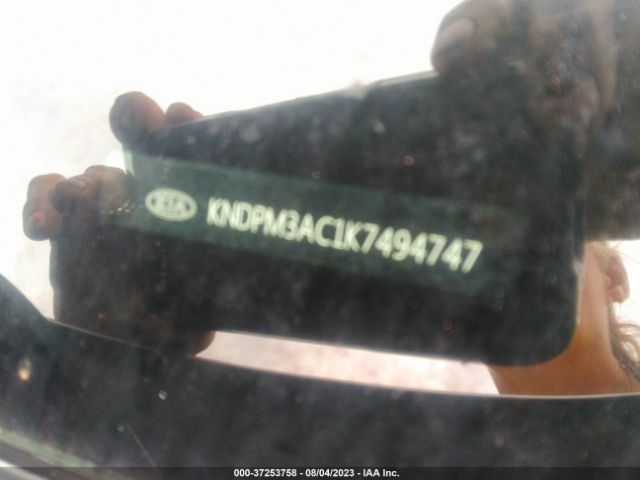 KIA KNDPM3AC1K7494747
000-37253758 - 08/04/2023 - IAA Inc.